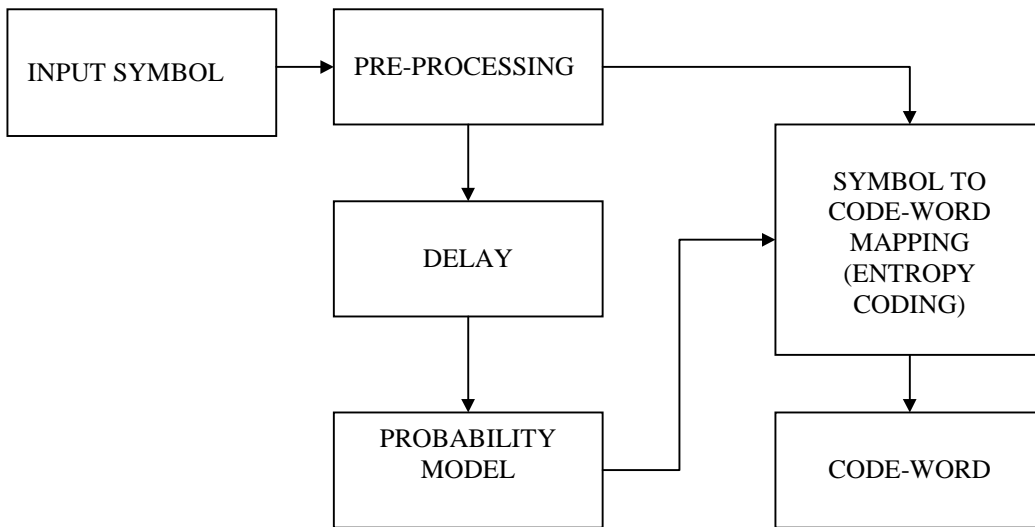 INPUT SYMBOL
PRE-PROCESSING
DELAY
PROBABILITY
MODEL
SYMBOL TO
CODE-WORD
MAPPING
(ENTROPY
CODING)
CODE-WORD